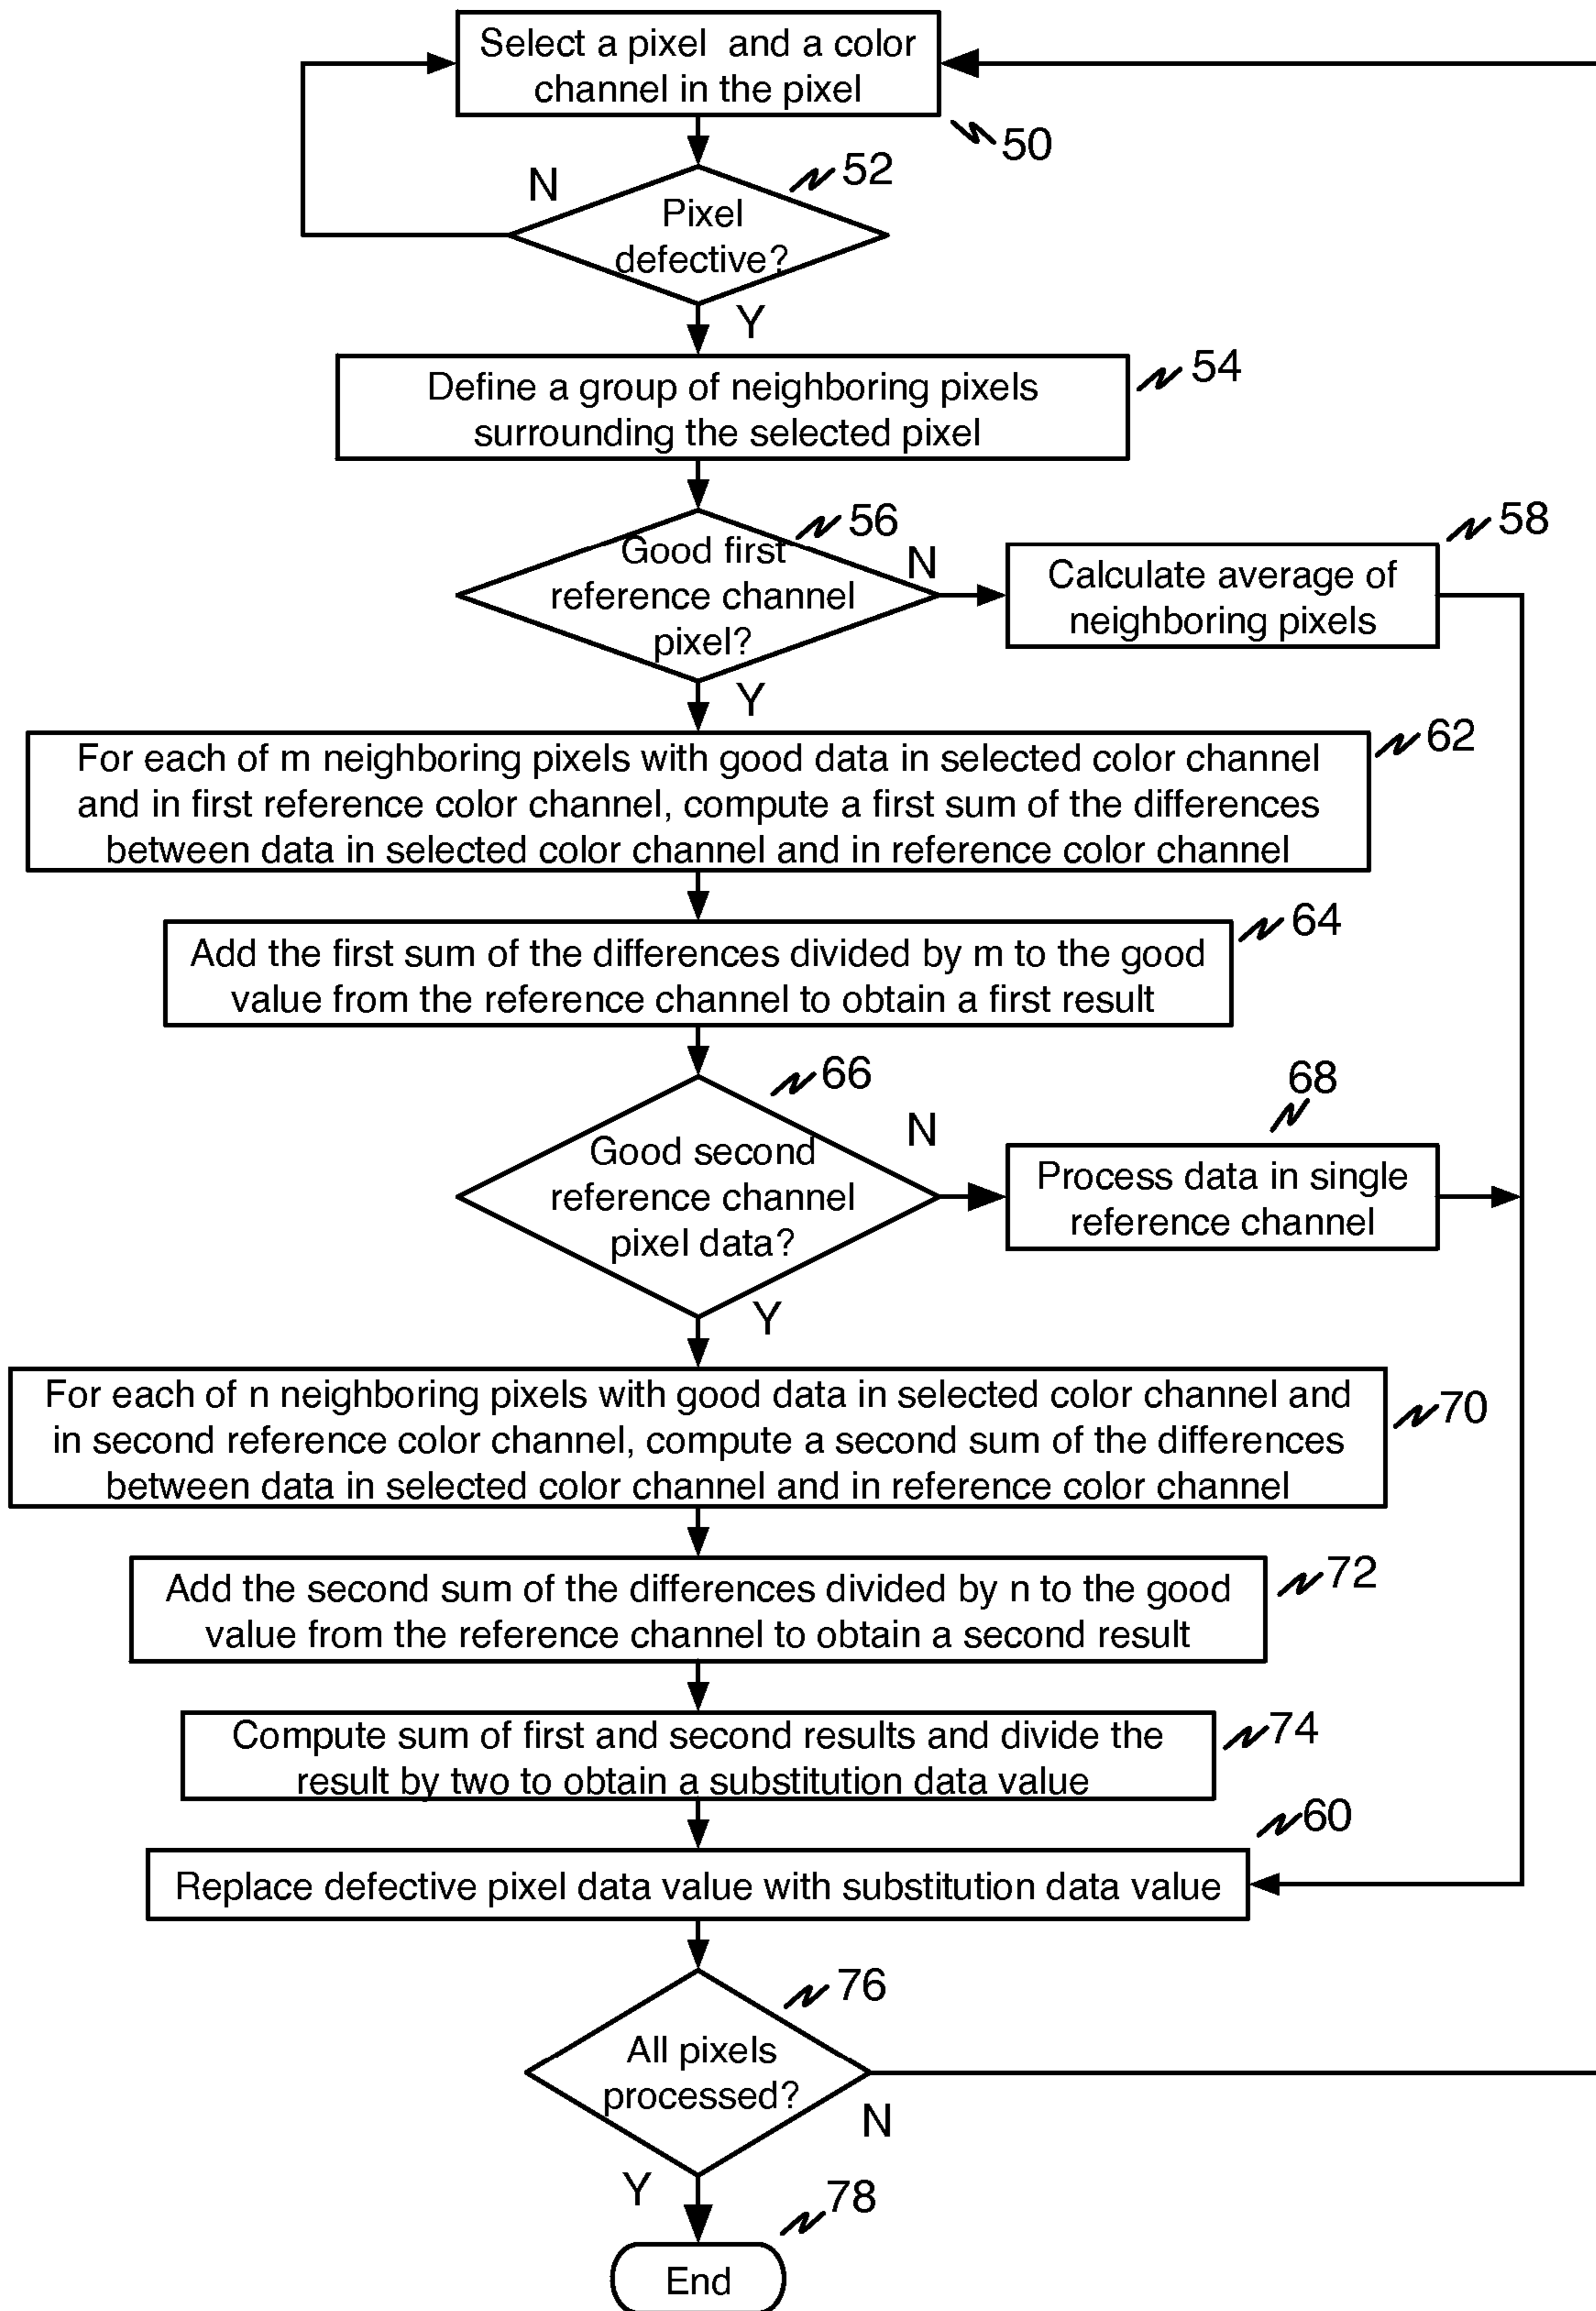 Select a pixel and a color
channel in the pixel
50
N
52
Pixel
defective?
Y
54
Define a group of neighboring pixels
surrounding the selected pixel
56
Good first
reference channel
pixel?
N
58
Calculate average of
neighboring pixels
Y
62
For each of m neighboring pixels with good data in selected color channel
and in first reference color channel, compute a first sum of the differences
between data in selected color channel and in reference color channel
64
Add the first sum of the differences divided by m to the good
value from the reference channel to obtain a first result
66
68
Good second
reference channel
pixel data?
N
Process data in single
reference channel
Y
70
For each of n neighboring pixels with good data in selected color channel and
in second reference color channel, compute a second sum of the differences
between data in selected color channel and in reference color channel
72
Add the second sum of the differences divided by n to the good
value from the reference channel to obtain a second result
74
Compute sum of first and second results and divide the
result by two to obtain a substitution data value
60
Replace defective pixel data value with substitution data value
76
All pixels
processed?
N
Y
78
End